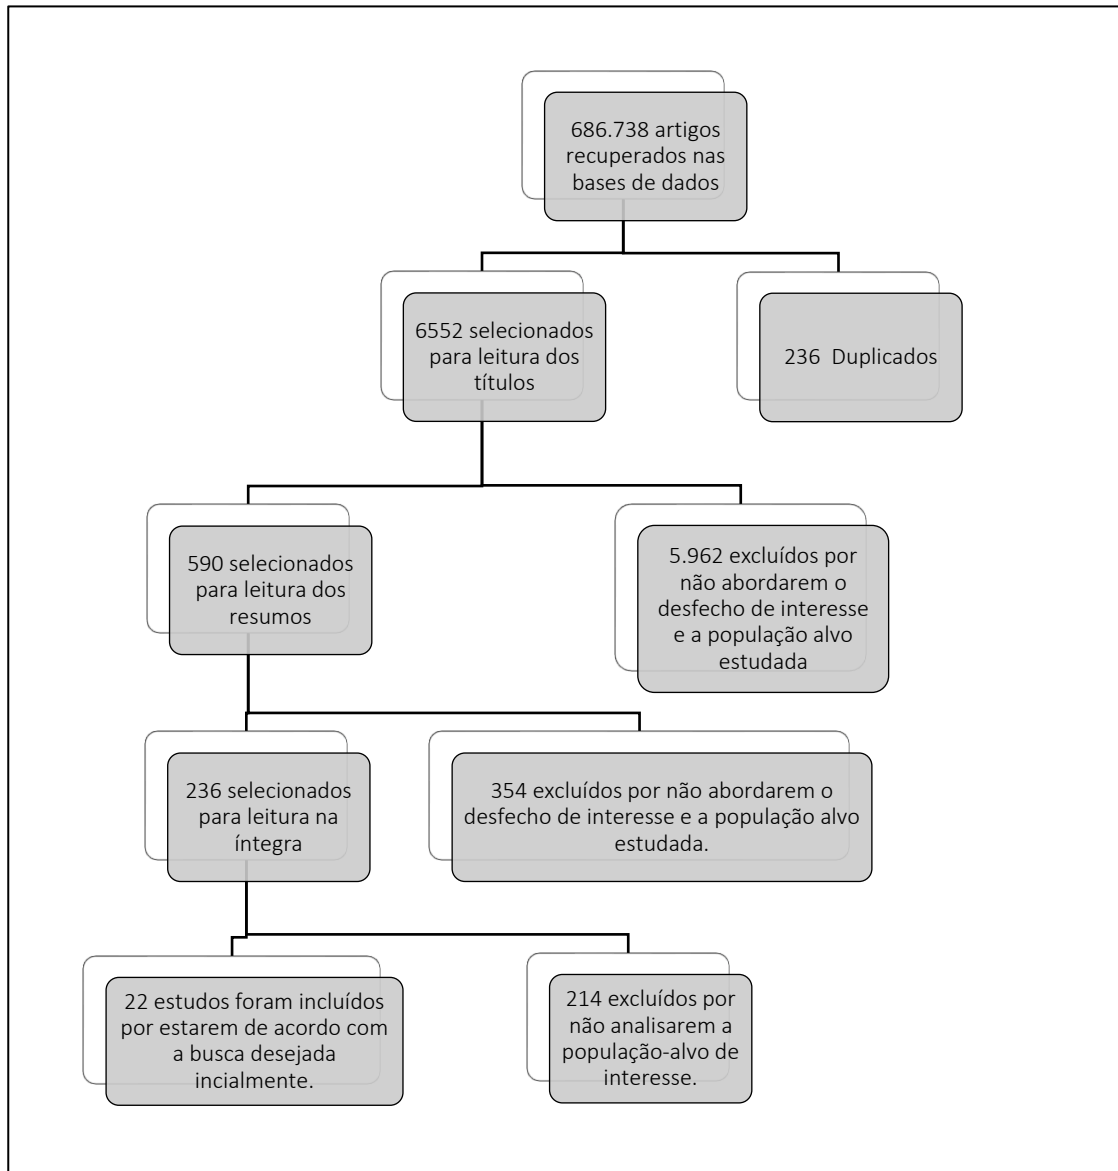 686.738 artigos
recuperados nas
bases de dados
6552 selecionados
para leitura dos
títulos
236 Duplicados
590 selecionados
para leitura dos
resumos
5.962 excluídos por
não abordarem o
desfecho de interesse
e a população alvo
estudada
236 selecionados
para leitura na
íntegra
354 excluídos por não abordarem o
desfecho de interesse e a população alvo
estudada.
22 estudos foram incluídos
por estarem de acordo com
a busca desejada
incialmente.
214 excluídos por
não analisarem a
população-alvo de
interesse.